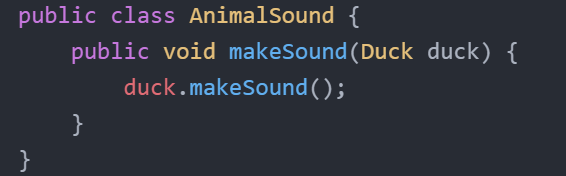 public class AnimalSound {
    public void makeSound(Duck duck) {
        duck.makeSound();
    }
}